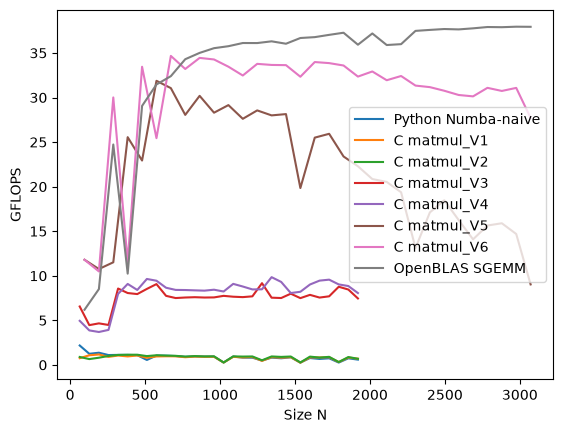 35
30
25
20
15
10
5
0
GFLOPS
Python Numba-naive
C matmul_V1
C matmul_V2
C matmul_V3
C matmul_V4
C matmul_V5
C matmul_V6
OpenBLAS SGEMM
0 500 1000 1500 2000 2500 3000
Size N